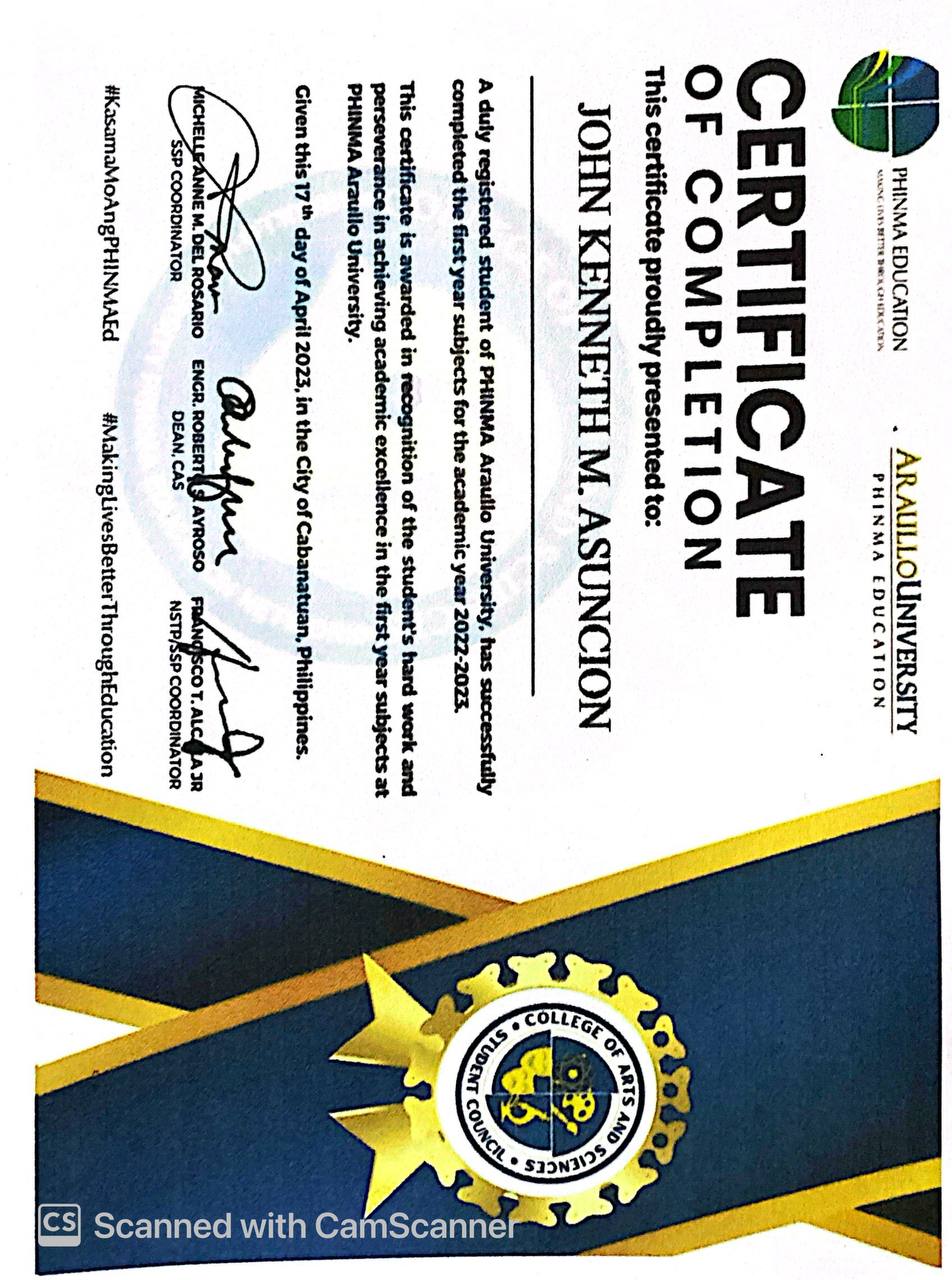 PHINMA EDUCATION
MAKING LIVES BETTER THROUGH EDUCATION
ARAULLOUNIVERSITY
PHINMA EDUCATION
CERTIFICATE
OF COMPLETION
This certificate proudly presented to:
JOHN KENNETH M. ASUNCION
A duly registered student of PHINMA Araullo University, has successfully
completed the first year subjects for the academic year 2022-2023.
This certificate is awarded in recognition of the student's hard work and
perseverance in achieving academic excellence in the first year subjects at
PHINMA Araullo University.
Given this 17th day of April 2023, in the City of Cabanatuan, Philippines.
MICHELLE ANNE M. DEL ROSARIO
SSP COORDINATOR
ENGR. ROBERTO S. AYROSO
DEAN, CAS
FRANCISCO T. ALCALA JR
NSTP/SSP COORDINATOR
#KasamaMoAngPHINMAEd
#MakingLivesBetterThroughEducation
COLLEGE OF ARTS AND SCIENCES
STUDENT COUNCIL
CS Scanned with CamScanner